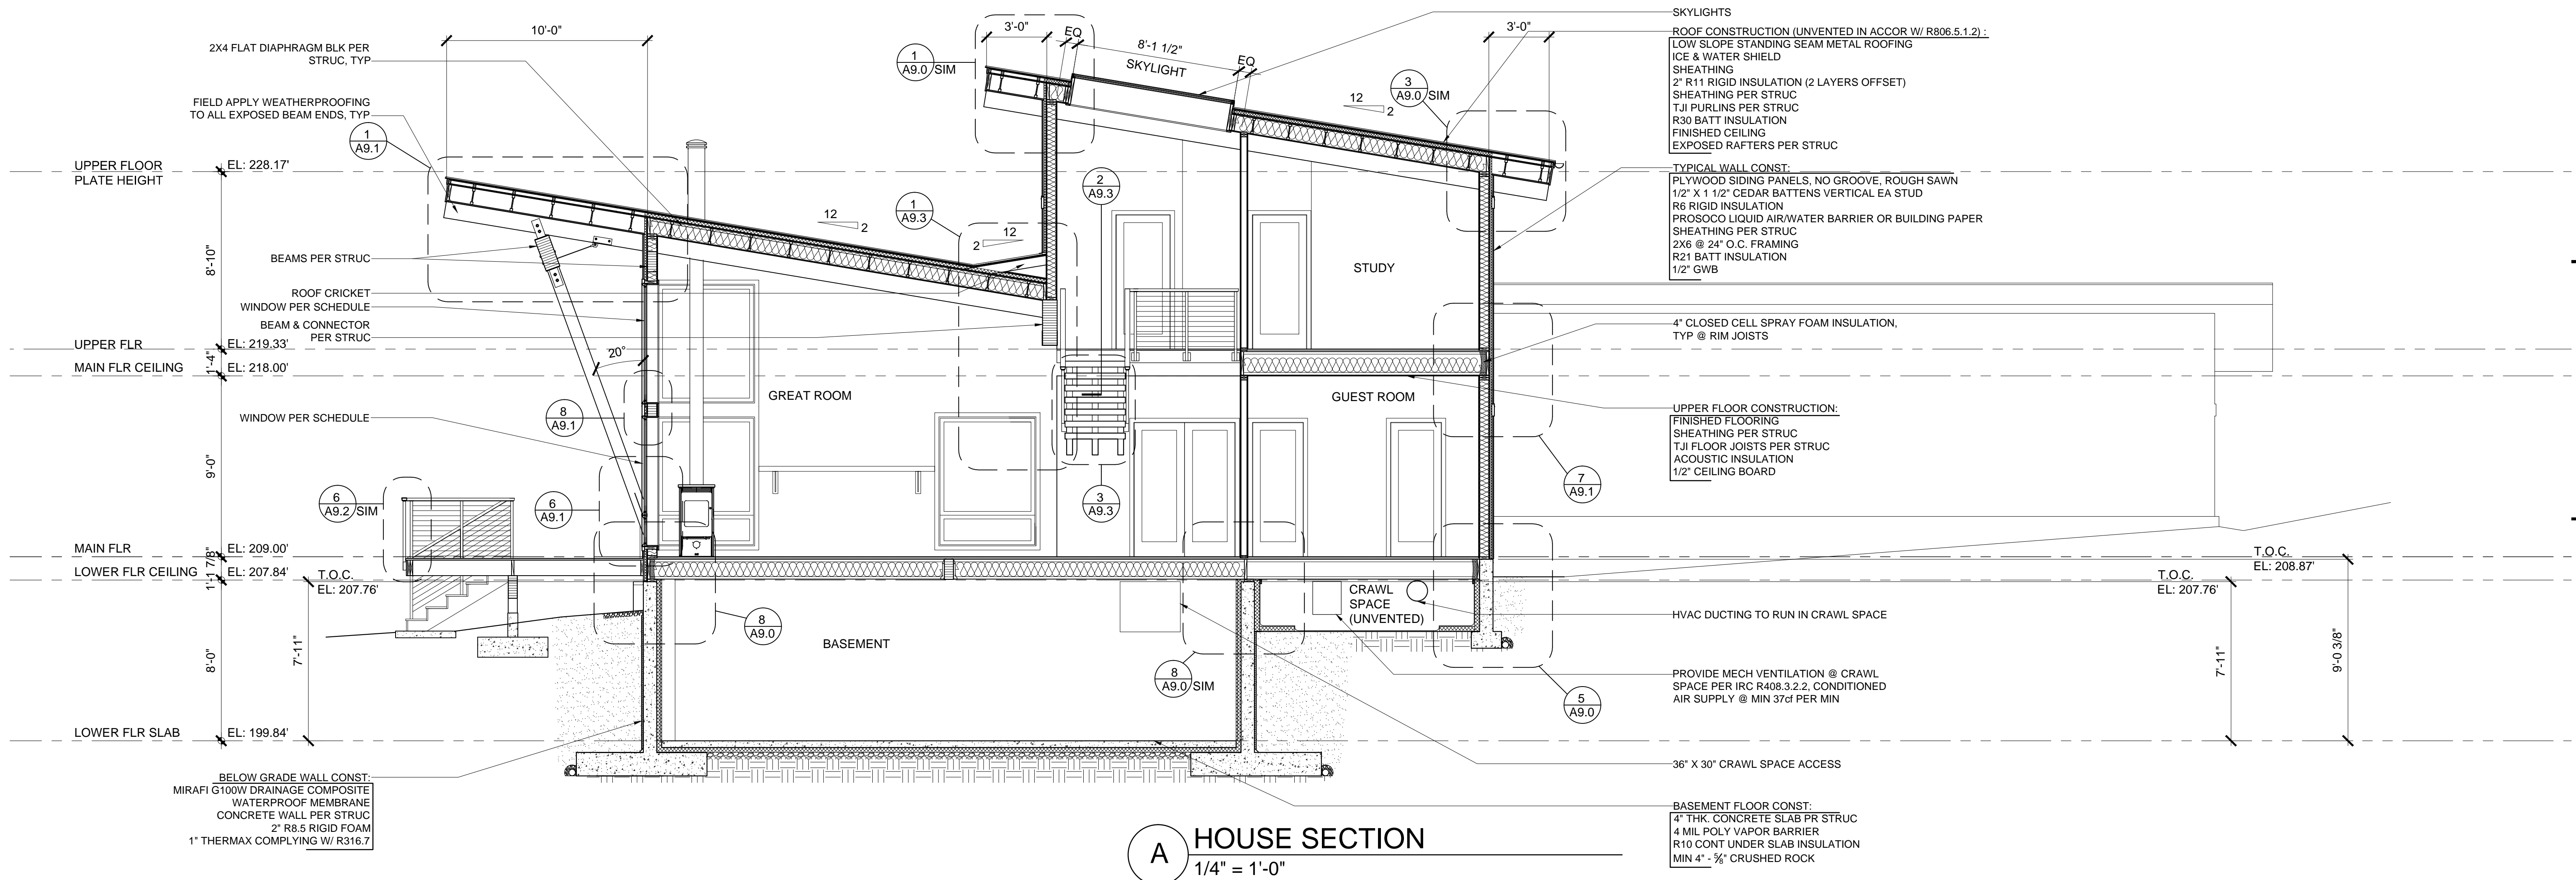 2X4 FLAT DIAPHRAGM BLK PER
STRUC, TYP
FIELD APPLY WEATHERPROOFING
TO ALL EXPOSED BEAM ENDS, TYP
1
A9.1
10'-0"
1
A9.0 SIM
3'-0"
EQ
8'-1 1/2"
SKYLIGHT
EQ
12
2
3
A9.0 SIM
3'-0"
SKYLIGHTS
ROOF CONSTRUCTION (UNVENTED IN ACCOR W/ R806.5.1.2) :
LOW SLOPE STANDING SEAM METAL ROOFING
ICE & WATER SHIELD
SHEATHING
2" R11 RIGID INSULATION (2 LAYERS OFFSET)
SHEATHING PER STRUC
TJI PURLINS PER STRUC
R30 BATT INSULATION
FINISHED CEILING
EXPOSED RAFTERS PER STRUC
TYPICAL WALL CONST:
PLYWOOD SIDING PANELS, NO GROOVE, ROUGH SAWN
1/2" X 1 1/2" CEDAR BATTENS VERTICAL EA STUD
R6 RIGID INSULATION
PROSOCO LIQUID AIR/WATER BARRIER OR BUILDING PAPER
SHEATHING PER STRUC
2X6 @ 24" O.C. FRAMING
R21 BATT INSULATION
1/2" GWB
UPPER FLOOR
PLATE HEIGHT
EL: 228.17'
8'-10"
12
2
1
A9.3
2
12
2
A9.3
BEAMS PER STRUC
ROOF CRICKET
WINDOW PER SCHEDULE
BEAM & CONNECTOR
PER STRUC
STUDY
4" CLOSED CELL SPRAY FOAM INSULATION,
TYP @ RIM JOISTS
UPPER FLR
EL: 219.33'
1'-4"
MAIN FLR CEILING
EL: 218.00'
20°
GREAT ROOM
GUEST ROOM
8
A9.1
WINDOW PER SCHEDULE
UPPER FLOOR CONSTRUCTION:
FINISHED FLOORING
SHEATHING PER STRUC
TJI FLOOR JOISTS PER STRUC
ACOUSTIC INSULATION
1/2" CEILING BOARD
9'-0"
6
A9.2 SIM
6
A9.1
3
A9.3
7
A9.1
MAIN FLR
EL: 209.00'
1'-1 7/8"
LOWER FLR CEILING
EL: 207.84'
T.O.C.
EL: 207.76'
T.O.C.
EL: 208.87'
T.O.C.
EL: 207.76'
CRAWL
SPACE
(UNVENTED)
HVAC DUCTING TO RUN IN CRAWL SPACE
8
A9.0
BASEMENT
8
A9.0 SIM
8'-0"
7'-11"
7'-11"
9'-0 3/8"
PROVIDE MECH VENTILATION @ CRAWL
SPACE PER IRC R408.3.2.2, CONDITIONED
AIR SUPPLY @ MIN 37cf PER MIN
5
A9.0
LOWER FLR SLAB
EL: 199.84'
36" X 30" CRAWL SPACE ACCESS
BELOW GRADE WALL CONST:
MIRAFI G100W DRAINAGE COMPOSITE
WATERPROOF MEMBRANE
CONCRETE WALL PER STRUC
2" R8.5 RIGID FOAM
1" THERMAX COMPLYING W/ R316.7
BASEMENT FLOOR CONST:
4" THK. CONCRETE SLAB PR STRUC
4 MIL POLY VAPOR BARRIER
R10 CONT UNDER SLAB INSULATION
MIN 4" - ⅝" CRUSHED ROCK
A
HOUSE SECTION
1/4" = 1'-0"